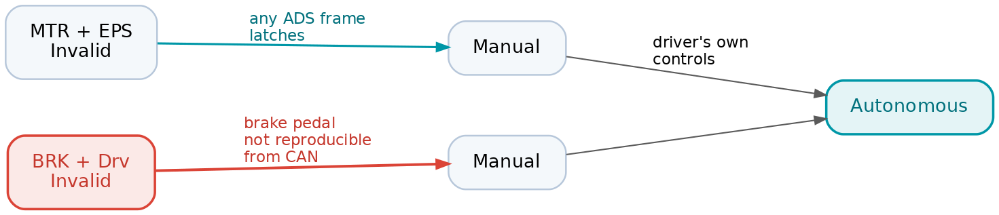 MTR + EPS
Invalid
any ADS frame
latches
Manual
driver's own
controls
Autonomous
BRK + Drv
Invalid
brake pedal
not reproducible
from CAN
Manual